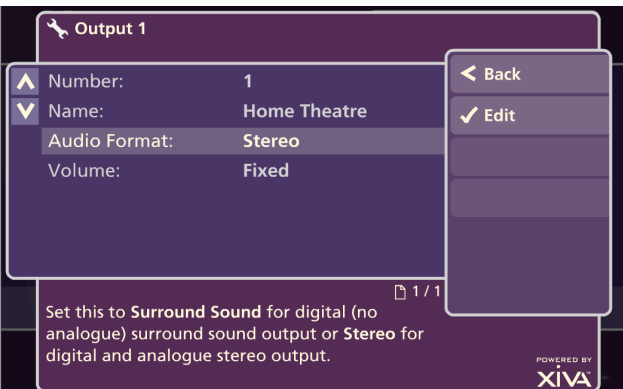 Output 1
Number: 1
Name: Home Theatre
Audio Format: Stereo
Volume: Fixed
Back
Edit
1 / 1
Set this to Surround Sound for digital (no
analogue) surround sound output or Stereo for
digital and analogue stereo output.
POWERED BY
XiVA